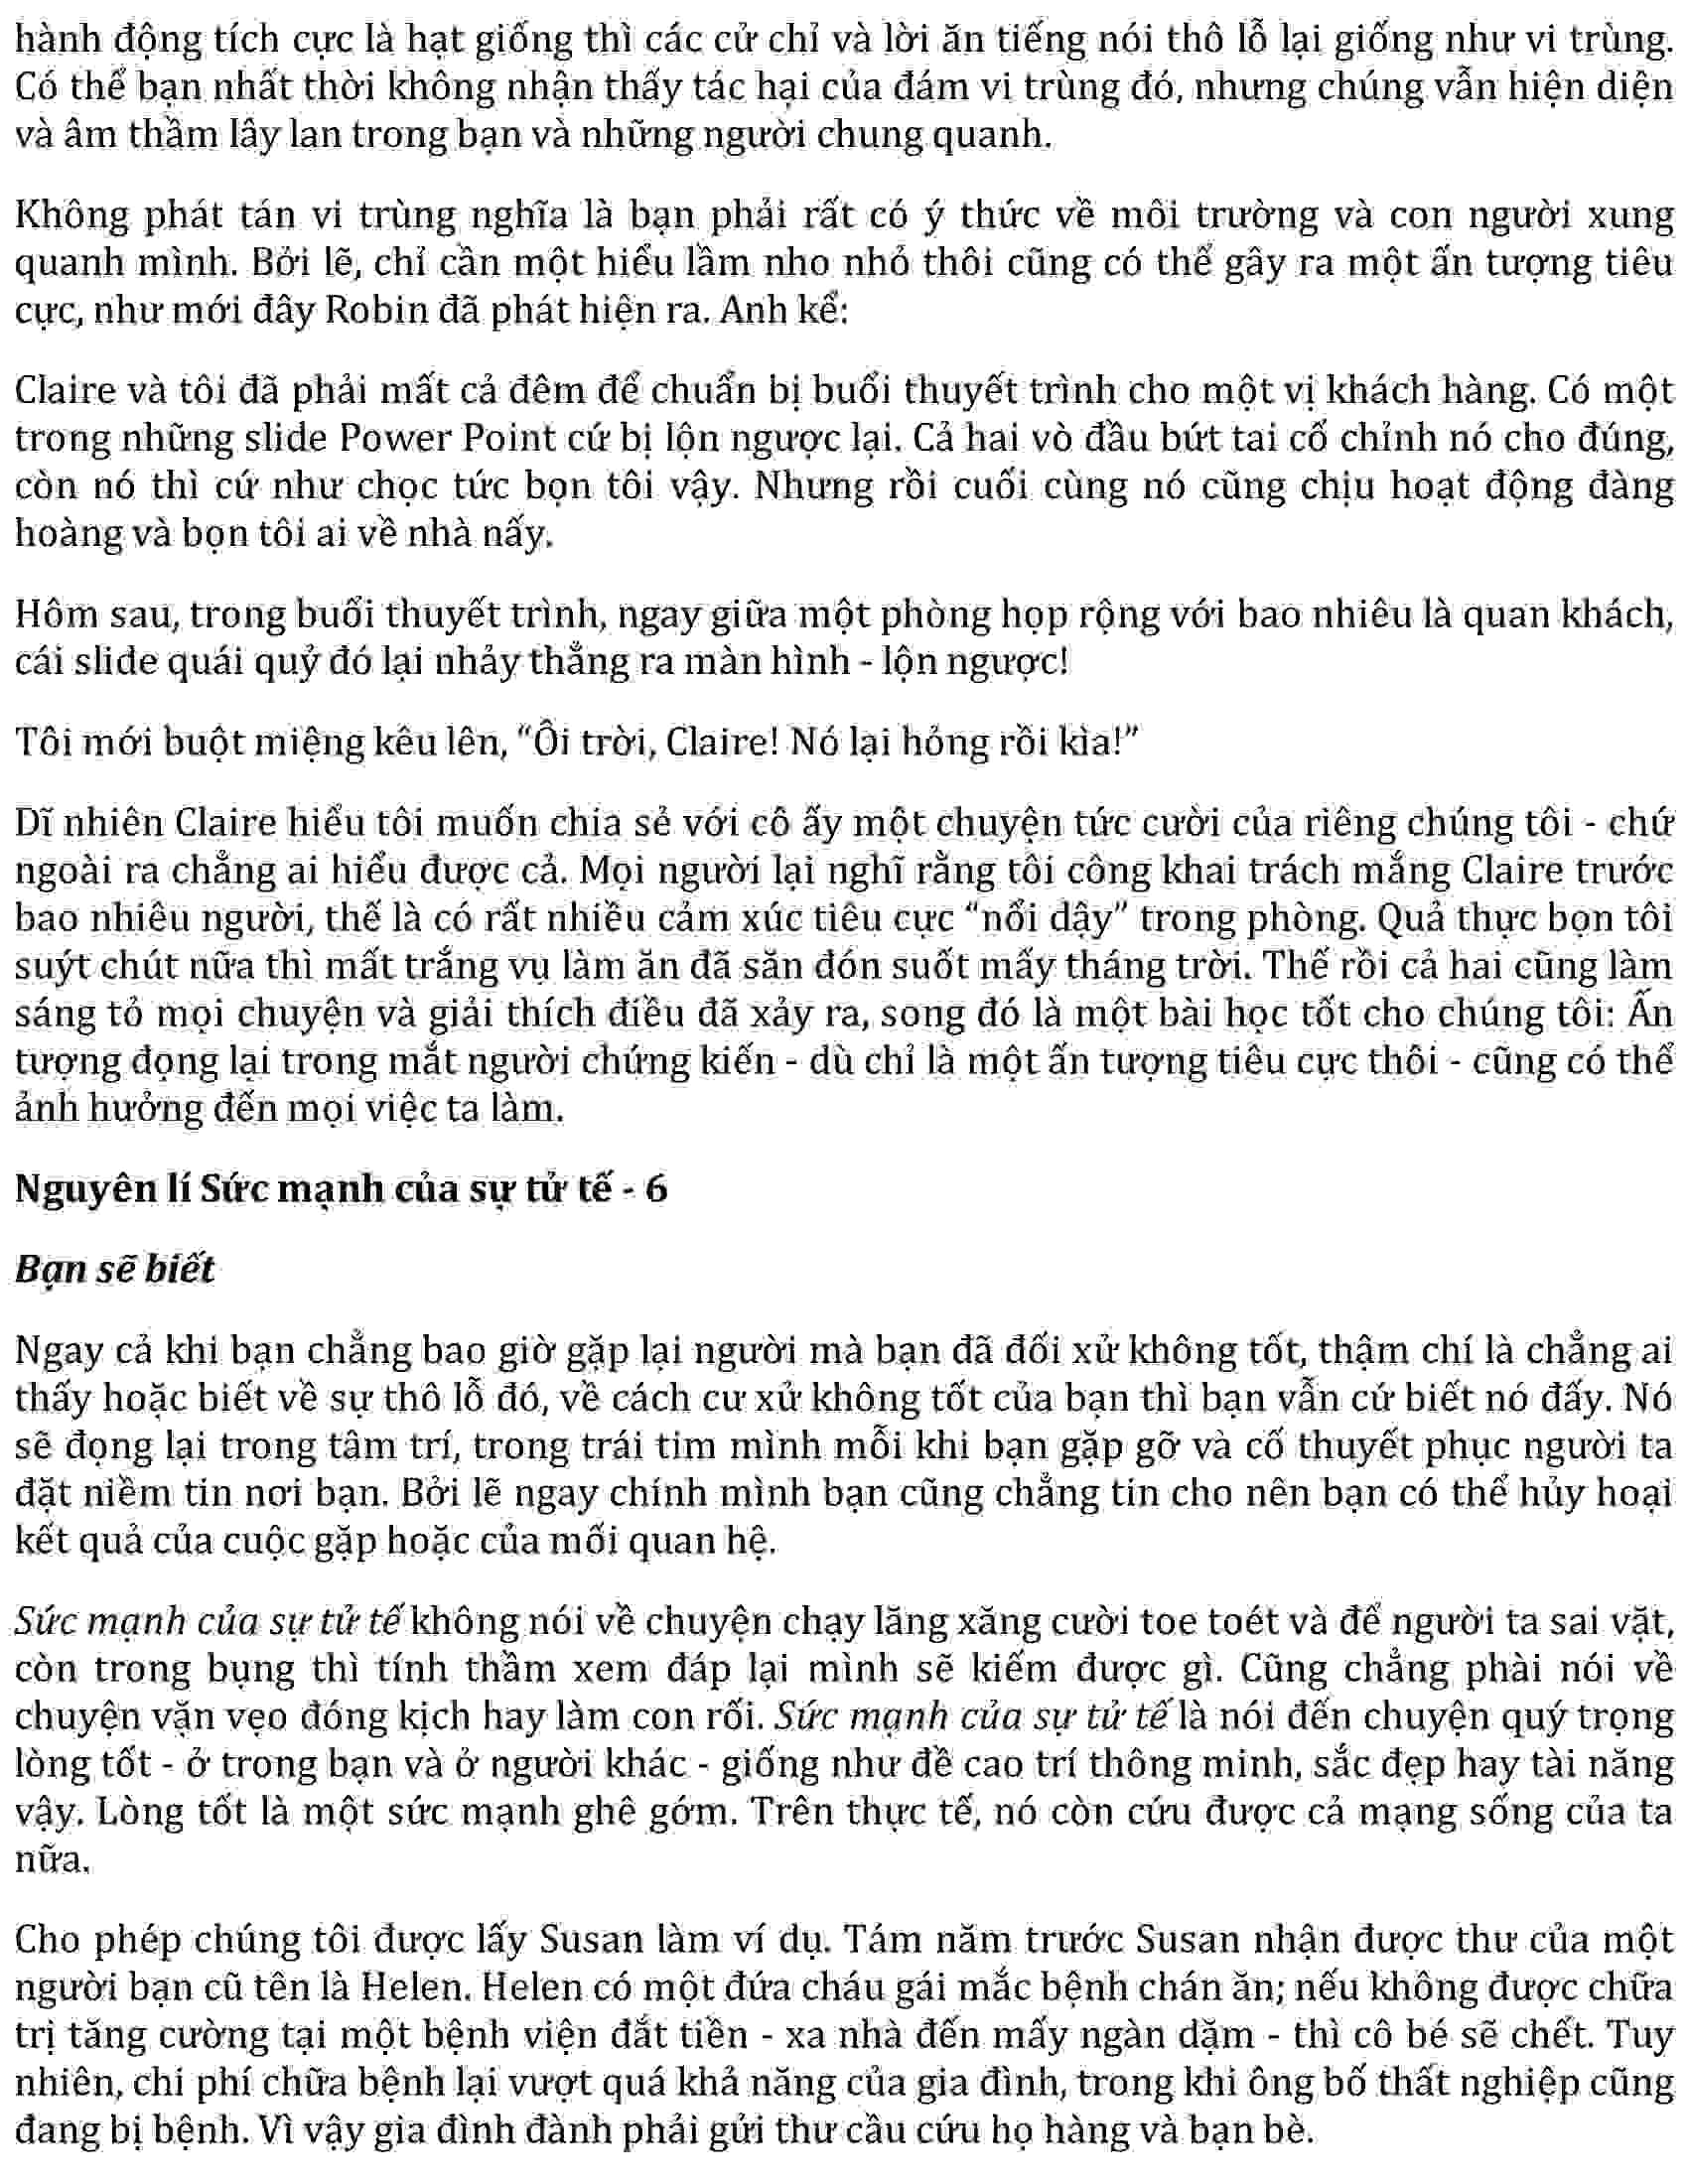 hành động tích cực là hạt giống thì các cử chỉ và lời ăn tiếng nói thô lỗ lại giống như vi trùng.
Có thể bạn nhất thời không nhận thấy tác hại của đám vi trùng đó, nhưng chúng vẫn hiện diện
và âm thầm lây lan trong bạn và những người chung quanh.
Không phát tán vi trùng nghĩa là bạn phải rất có ý thức về môi trường và con người xung
quanh mình. Bởi lẽ, chỉ cần một hiểu lầm nho nhỏ thôi cũng có thể gây ra một ấn tượng tiêu
cực, như mới đây Robin đã phát hiện ra. Anh kể:
Claire và tôi đã phải mất cả đêm để chuẩn bị buổi thuyết trình cho một vị khách hàng. Có một
trong những slide Power Point cứ bị lộn ngược lại. Cả hai vò đầu bứt tai cố chỉnh nó cho đúng,
còn nó thì cứ như chọc tức bọn tôi vậy. Nhưng rồi cuối cùng nó cũng chịu hoạt động đàng
hoàng và bọn tôi ai về nhà nấy.
Hôm sau, trong buổi thuyết trình, ngay giữa một phòng họp rộng với bao nhiêu là quan khách,
cái slide quái quỷ đó lại nhảy thẳng ra màn hình - lộn ngược!
Tôi mới buột miệng kêu lên, “Ôi trời, Claire! Nó lại hỏng rồi kìa!”
Dĩ nhiên Claire hiểu tôi muốn chia sẻ với cô ấy một chuyện tức cười của riêng chúng tôi - chứ
ngoài ra chẳng ai hiểu được cả. Mọi người lại nghĩ rằng tôi công khai trách mắng Claire trước
bao nhiêu người, thế là có rất nhiều cảm xúc tiêu cực “nổi dậy” trong phòng. Quả thực bọn tôi
suýt chút nữa thì mất trắng vụ làm ăn đã săn đón suốt mấy tháng trời. Thế rồi cả hai cũng làm
sáng tỏ mọi chuyện và giải thích điều đã xảy ra, song đó là một bài học tốt cho chúng tôi: Ấn
tượng đọng lại trong mắt người chứng kiến - dù chỉ là một ấn tượng tiêu cực thôi - cũng có thể
ảnh hưởng đến mọi việc ta làm.
Nguyên lí Sức mạnh của sự tử tế - 6
Bạn sẽ biết
Ngay cả khi bạn chẳng bao giờ gặp lại người mà bạn đã đối xử không tốt, thậm chí là chẳng ai
thấy hoặc biết về sự thô lỗ đó, về cách cư xử không tốt của bạn thì bạn vẫn cứ biết nó đấy. Nó
sẽ đọng lại trong tâm trí, trong trái tim mình mỗi khi bạn gặp gỡ và cố thuyết phục người ta
đặt niềm tin nơi bạn. Bởi lẽ ngay chính mình bạn cũng chẳng tin cho nên bạn có thể hủy hoại
kết quả của cuộc gặp hoặc của mối quan hệ.
Sức mạnh của sự tử tế không nói về chuyện chạy lăng xăng cười toe toét và để người ta sai vặt,
còn trong bụng thì tính thầm xem đáp lại mình sẽ kiếm được gì. Cũng chẳng phài nói về
chuyện vặn vẹo đóng kịch hay làm con rối. Sức mạnh của sự tử tế là nói đến chuyện quý trọng
lòng tốt - ở trong bạn và ở người khác - giống như đề cao trí thông minh, sắc đẹp hay tài năng
vậy. Lòng tốt là một sức mạnh ghê gớm. Trên thực tế, nó còn cứu được cả mạng sống của ta
nữa.
Cho phép chúng tôi được lấy Susan làm ví dụ. Tám năm trước Susan nhận được thư của một
người bạn cũ tên là Helen. Helen có một đứa cháu gái mắc bệnh chán ăn; nếu không được chữa
trị tăng cường tại một bệnh viện đắt tiền - xa nhà đến mấy ngàn dặm - thì cô bé sẽ chết. Tuy
nhiên, chi phí chữa bệnh lại vượt quá khả năng của gia đình, trong khi ông bố thất nghiệp cũng
đang bị bệnh. Vì vậy gia đình đành phải gửi thư cầu cứu họ hàng và bạn bè.